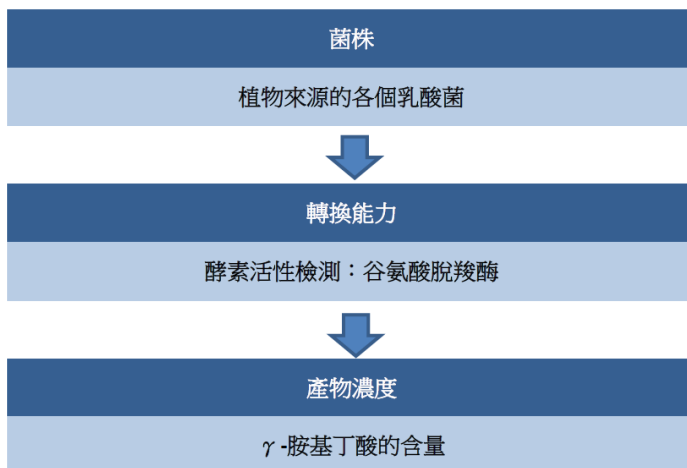 菌株
植物來源的各個乳酸菌
轉換能力
酵素活性檢測：谷氨酸脫羧酶
產物濃度
γ-胺基丁酸的含量